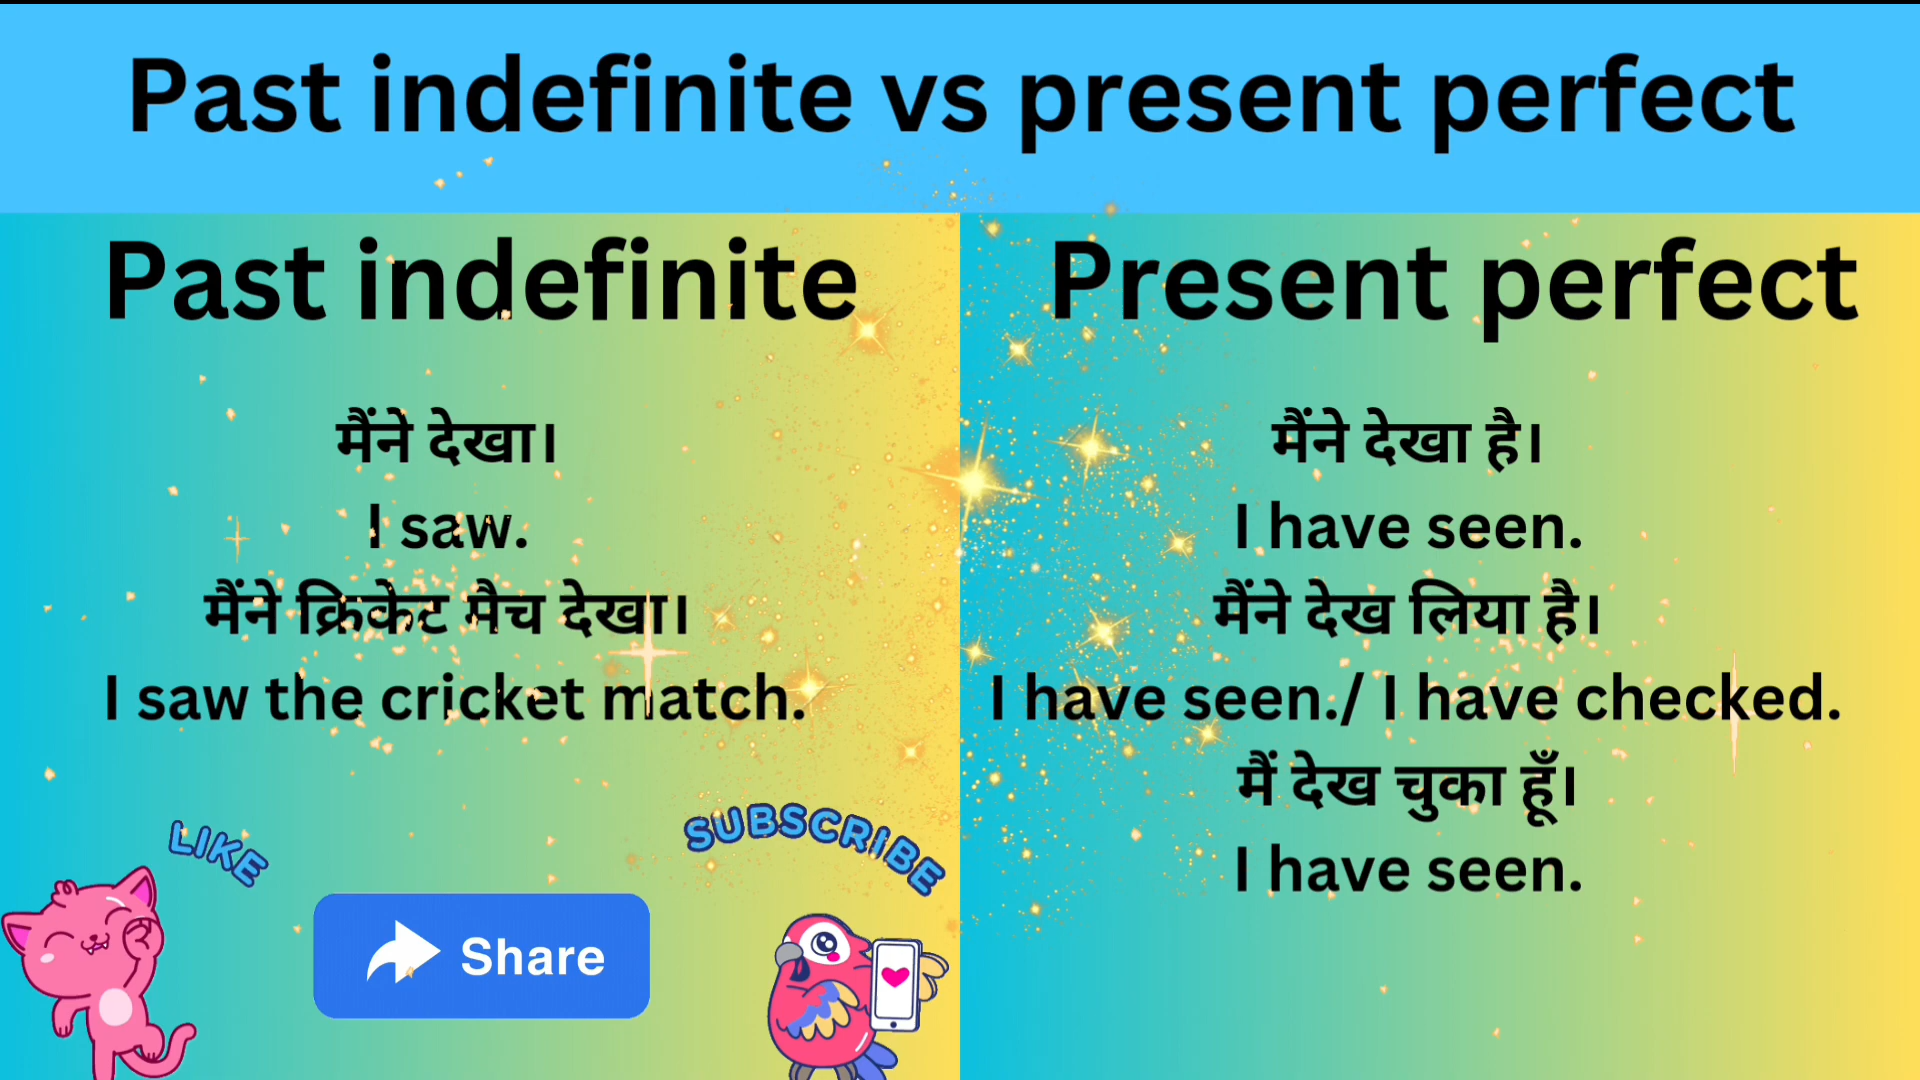 Past indefinite vs present perfect
Past indefinite
मैंने देखा।
I saw.
मैंने क्रिकेट मैच देखा।
I saw the cricket match.
LIKE
Share
SUBSCRIBE
Present perfect
मैंने देखा है।
I have seen.
मैंने देख लिया है।
I have seen./ I have checked.
मैं देख चुका हूँ।
I have seen.